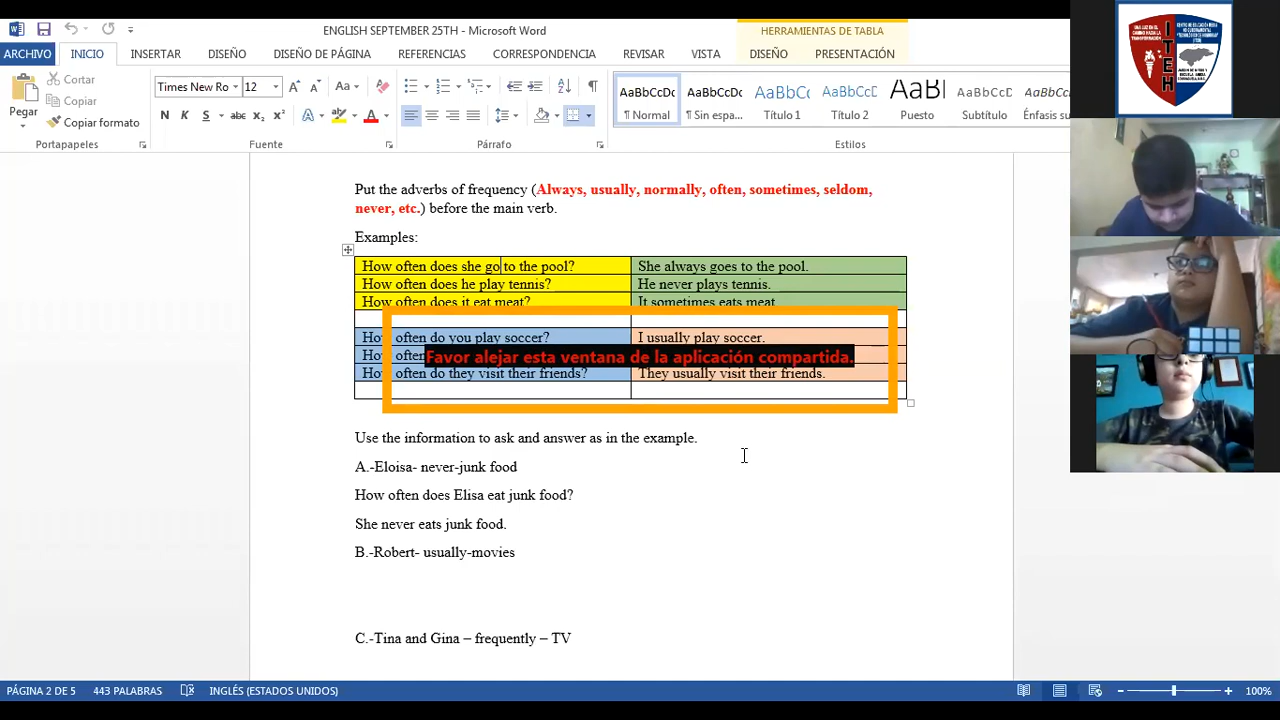 ENGLISH SEPTEMBER 25TH - Microsoft Word
HERRAMIENTAS DE TABLA
ARCHIVO INICIO INSERTAR DISEÑO DISEÑO DE PÁGINA REFERENC RRESPONDENCIA REVISAR VISTA DISEÑO PRESENTACIÓN
Pegar
Cortar
Copiar
Copiar formato
Portapapeles
Times New Ro 12
Fuente
Párrafo
AaBbCcDc AaBbCcDc AaBbCc AaBbCcD AaBl AaBbCcD AaBbCcDc
¶ Normal ¶ Sin espa... Título 1 Título 2 Puesto Subtítulo Énfasis su
Estilos
Put the adverbs of frequency (Always, usually, normally, often, sometimes, seldom,
never, etc.) before the main verb.
Examples:
How often does she go to the pool? She always goes to the pool.
How often does he play tennis? He never plays tennis.
How often does it eat meat? It sometimes eats meat.
How often do you play soccer? I usually play soccer.
How often
Favor alejar esta ventana de la aplicación compartida.
How often do they visit their friends? They usually visit their friends.
Use the information to ask and answer as in the example.
A.-Eloisa- never-junk food
How often does Elisa eat junk food?
She never eats junk food.
B.-Robert- usually-movies
C.-Tina and Gina – frequently – TV
PÁGINA 2 DE 5 443 PALABRAS INGLÉS (ESTADOS UNIDOS) 100%
ITEH